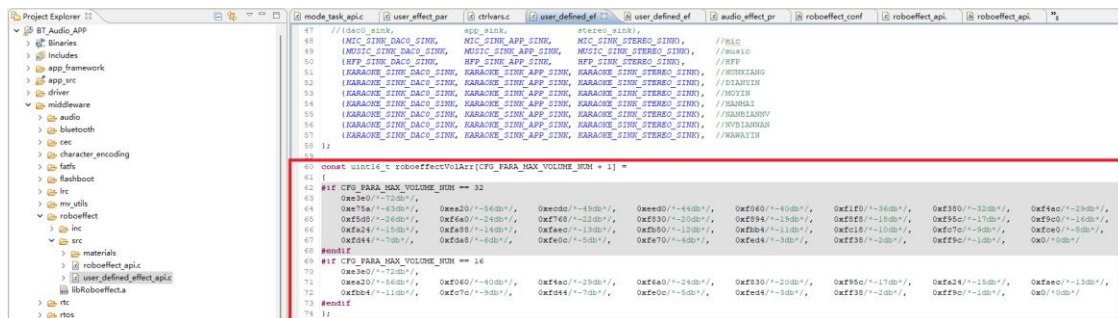 Project Explorer
BT_Audio_APP
Binaries
Includes
app_framework
app_src
driver
middleware
audio
bluetooth
cec
character_encoding
fatfs
flashboot
lrc
mv_utils
roboeffect
inc
src
materials
roboeffect_api.c
user_defined_effect_api.c
libRoboeffect.a
rtc
rtos
mode_task_api.c user_effect_par ctrlvars.c user_defined_ef user_defined_ef audio_effect_pr roboeffect_conf roboeffect_api. roboeffect_api.
47 //{dac0_sink, app_sink, stereo_sink},
48 {MIC_SINK_DAC0_SINK, MIC_SINK_APP_SINK, MIC_SINK_STEREO_SINK}, //mic
49 {MUSIC_SINK_DAC0_SINK, MUSIC_SINK_APP_SINK, MUSIC_SINK_STEREO_SINK}, //music
50 {HFP_SINK_DAC0_SINK, HFP_SINK_APP_SINK, HFP_SINK_STEREO_SINK}, //HFP
51 {KARAOKE_SINK_DAC0_SINK, KARAOKE_SINK_APP_SINK, KARAOKE_SINK_STEREO_SINK}, //HUNXIANG
52 {KARAOKE_SINK_DAC0_SINK, KARAOKE_SINK_APP_SINK, KARAOKE_SINK_STEREO_SINK}, //DIANYIN
53 {KARAOKE_SINK_DAC0_SINK, KARAOKE_SINK_APP_SINK, KARAOKE_SINK_STEREO_SINK}, //MOYIN
54 {KARAOKE_SINK_DAC0_SINK, KARAOKE_SINK_APP_SINK, KARAOKE_SINK_STEREO_SINK}, //HANMAI
55 {KARAOKE_SINK_DAC0_SINK, KARAOKE_SINK_APP_SINK, KARAOKE_SINK_STEREO_SINK}, //NANBIANNV
56 {KARAOKE_SINK_DAC0_SINK, KARAOKE_SINK_APP_SINK, KARAOKE_SINK_STEREO_SINK}, //NVBIANNAN
57 {KARAOKE_SINK_DAC0_SINK, KARAOKE_SINK_APP_SINK, KARAOKE_SINK_STEREO_SINK}, //WAWAYIN
58 };
59
60 const uint16_t roboeffectVolArr[CFG_PARA_MAX_VOLUME_NUM + 1] =
61 {
62 #if CFG_PARA_MAX_VOLUME_NUM == 32
63 0xe3e0/*-72db*/,
64 0xe75a/*-63db*/, 0xea20/*-56db*/, 0xecdc/*-49db*/, 0xeed0/*-44db*/, 0xf060/*-40db*/, 0xf1f0/*-36db*/, 0xf380/*-32db*/, 0xf4ac/*-29db*/,
65 0xf5d8/*-26db*/, 0xf6a0/*-24db*/, 0xf768/*-22db*/, 0xf830/*-20db*/, 0xf894/*-19db*/, 0xf8f8/*-18db*/, 0xf95c/*-17db*/, 0xf9c0/*-16db*/,
66 0xfa24/*-15db*/, 0xfa88/*-14db*/, 0xfaec/*-13db*/, 0xfb50/*-12db*/, 0xfbb4/*-11db*/, 0xfc18/*-10db*/, 0xfc7c/*-9db*/, 0xfce0/*-8db*/,
67 0xfd44/*-7db*/, 0xfda8/*-6db*/, 0xfe0c/*-5db*/, 0xfe70/*-4db*/, 0xfed4/*-3db*/, 0xff38/*-2db*/, 0xff9c/*-1db*/, 0x0/*0db*/
68 #endif
69 #if CFG_PARA_MAX_VOLUME_NUM == 16
70 0xe3e0/*-72db*/,
71 0xea20/*-56db*/, 0xf060/*-40db*/, 0xf4ac/*-29db*/, 0xf6a0/*-24db*/, 0xf830/*-20db*/, 0xf95c/*-17db*/, 0xfa24/*-15db*/, 0xfaec/*-13db*/,
72 0xfbb4/*-11db*/, 0xfc7c/*-9db*/, 0xfd44/*-7db*/, 0xfe0c/*-5db*/, 0xfed4/*-3db*/, 0xff38/*-2db*/, 0xff9c/*-1db*/, 0x0/*0db*/
73 #endif
74 };